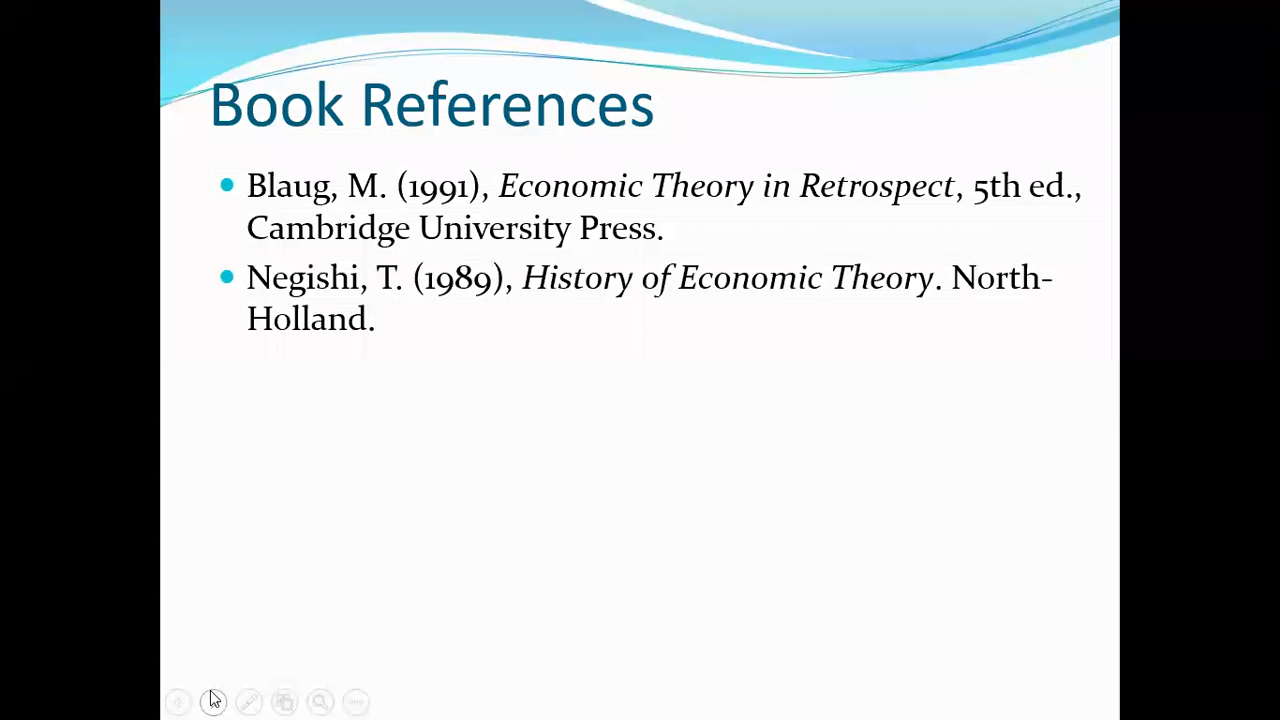 Book References
Blaug, M. (1991), Economic Theory in Retrospect, 5th ed.,
Cambridge University Press.
Negishi, T. (1989), History of Economic Theory. North-
Holland.